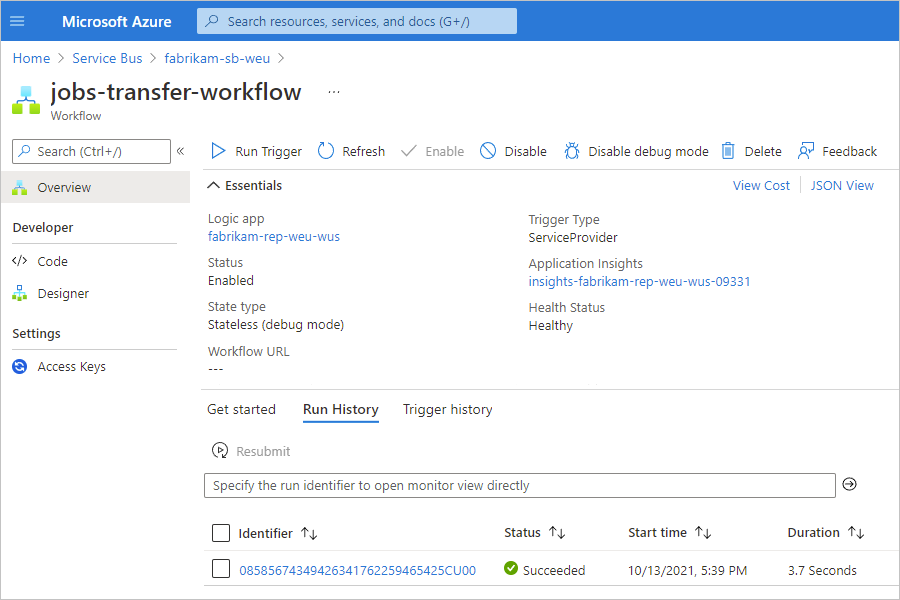 Microsoft Azure
Search resources, services, and docs (G+/)
Home > Service Bus > fabrikam-sb-weu >
jobs-transfer-workflow ...
Workflow
Search (Ctrl+/) «
Run Trigger Refresh Enable Disable Disable debug mode Delete Feedback
Overview
Developer
</> Code
Designer
Settings
Access Keys
Essentials
View Cost | JSON View
Logic app
fabrikam-rep-weu-wus
Status
Enabled
State type
Stateless (debug mode)
Workflow URL
---
Trigger Type
ServiceProvider
Application Insights
insights-fabrikam-rep-weu-wus-09331
Health Status
Healthy
Get started Run History Trigger history
Resubmit
Specify the run identifier to open monitor view directly
Identifier ↑↓ Status ↑↓ Start time ↑↓ Duration ↑↓
08585674349426341762259465425CU00 Succeeded 10/13/2021, 5:39 PM 3.7 Seconds